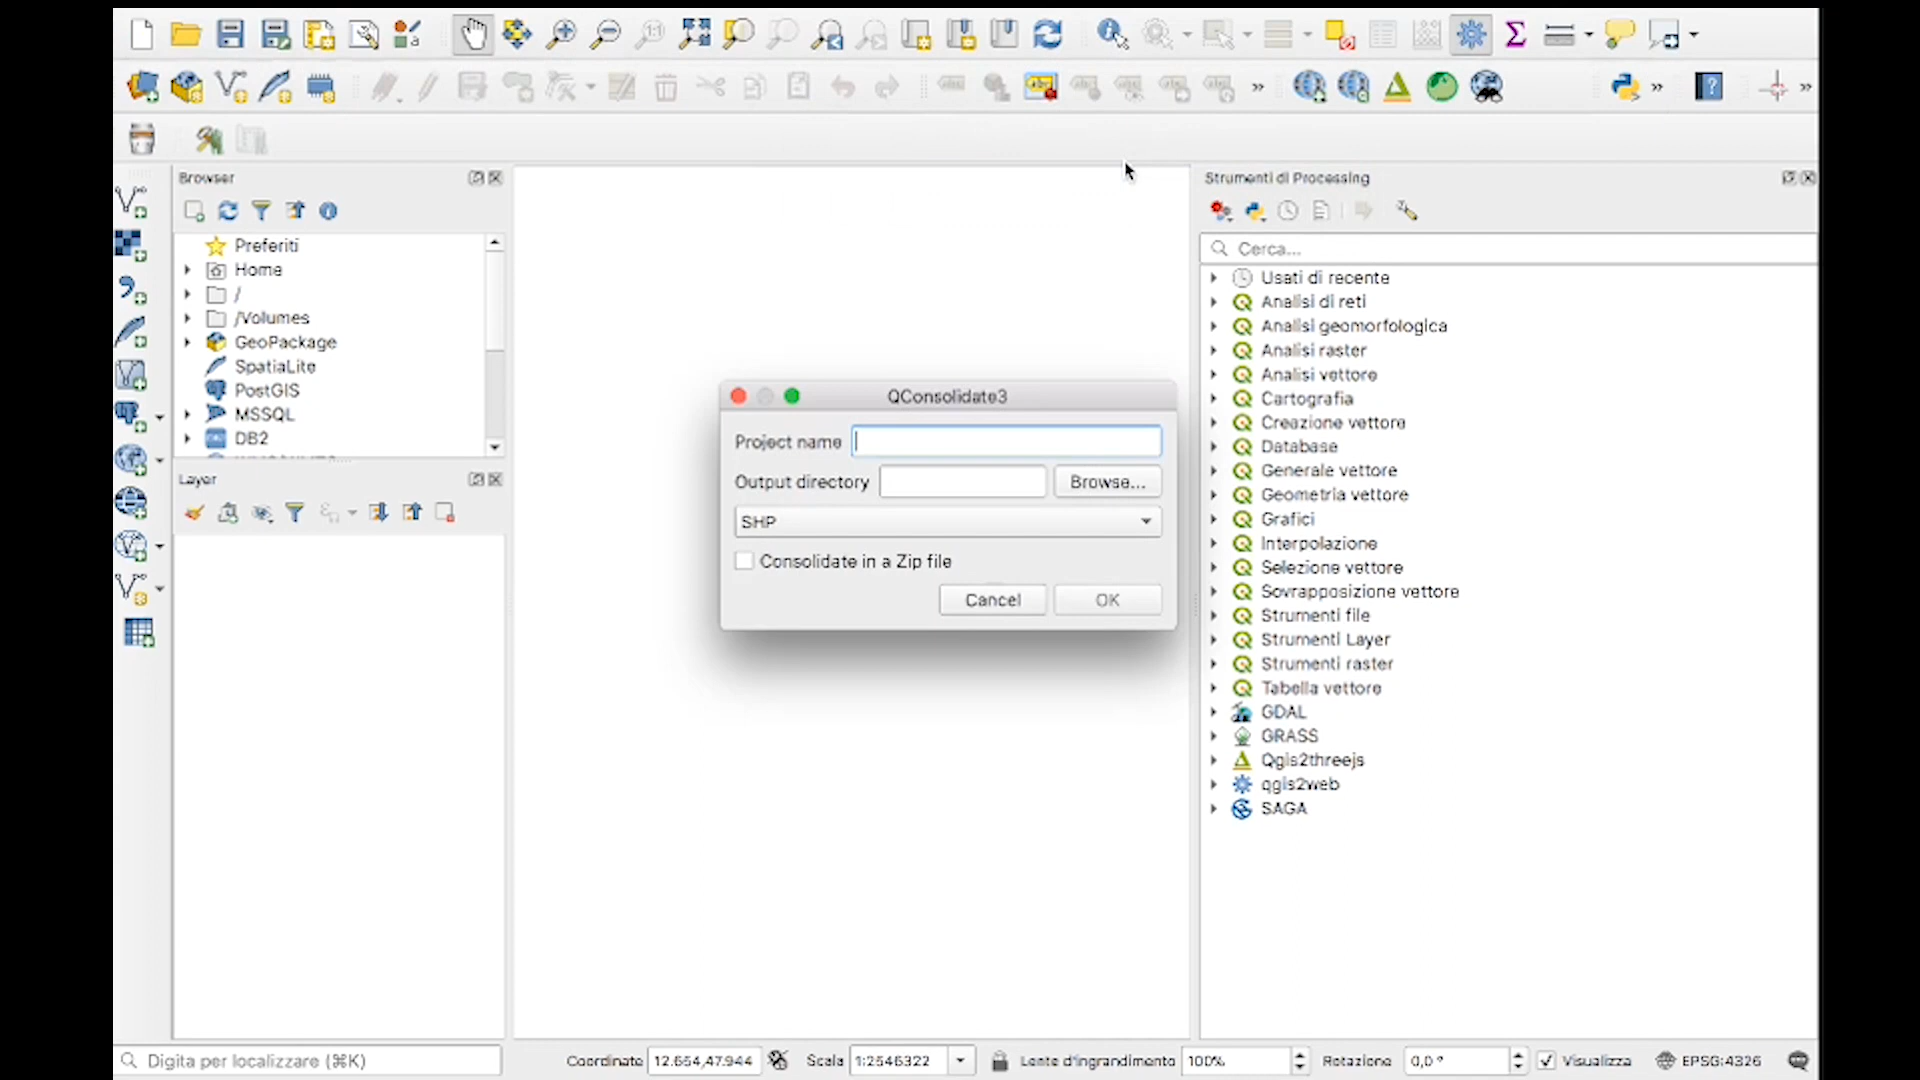 Browser
Preferiti
Home
/
/Volumes
GeoPackage
SpatiaLite
PostGIS
MSSQL
DB2
Layer
QConsolidate3
Project name
Output directory
Browse...
SHP
Consolidate in a Zip file
Cancel
OK
Strumenti di Processing
Cerca...
Usati di recente
Analisi di reti
Analisi geomorfologica
Analisi raster
Analisi vettore
Cartografia
Creazione vettore
Database
Generale vettore
Geometria vettore
Grafici
Interpolazione
Selezione vettore
Sovrapposizione vettore
Strumenti file
Strumenti Layer
Strumenti raster
Tabella vettore
GDAL
GRASS
Qgis2threejs
qgis2web
SAGA
Digita per localizzare (⌘K)
Coordinate 12.654,47.944 Scala 1:2546322 Lente d'ingrandimento 100% Rotazione 0,0 ° Visualizza EPSG:4326